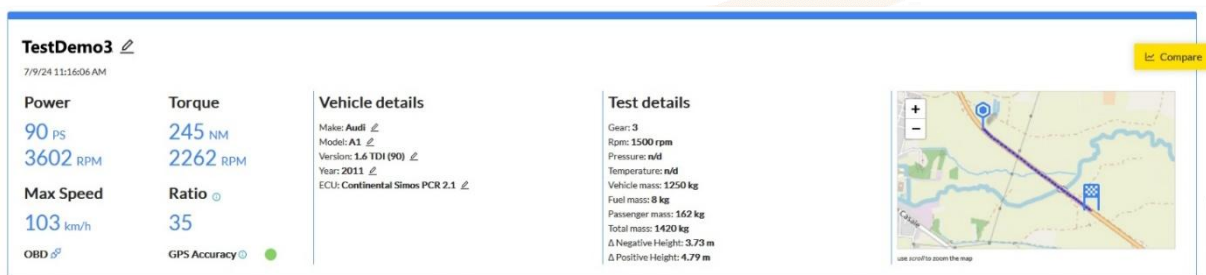 TestDemo3
7/9/24 11:16:06 AM
Compare
Power
90 PS
3602 RPM
Torque
245 NM
2262 RPM
Max Speed
103 km/h
Ratio
35
OBD
GPS Accuracy
Vehicle details
Make: Audi
Model: A1
Version: 1.6 TDI (90)
Year: 2011
ECU: Continental Simos PCR 2.1
Test details
Gear: 3
Rpm: 1500 rpm
Pressure: n/d
Temperature: n/d
Vehicle mass: 1250 kg
Fuel mass: 8 kg
Passenger mass: 162 kg
Total mass: 1420 kg
Δ Negative Height: 3.73 m
Δ Positive Height: 4.79 m
+
−
Casale
use scroll to zoom the map